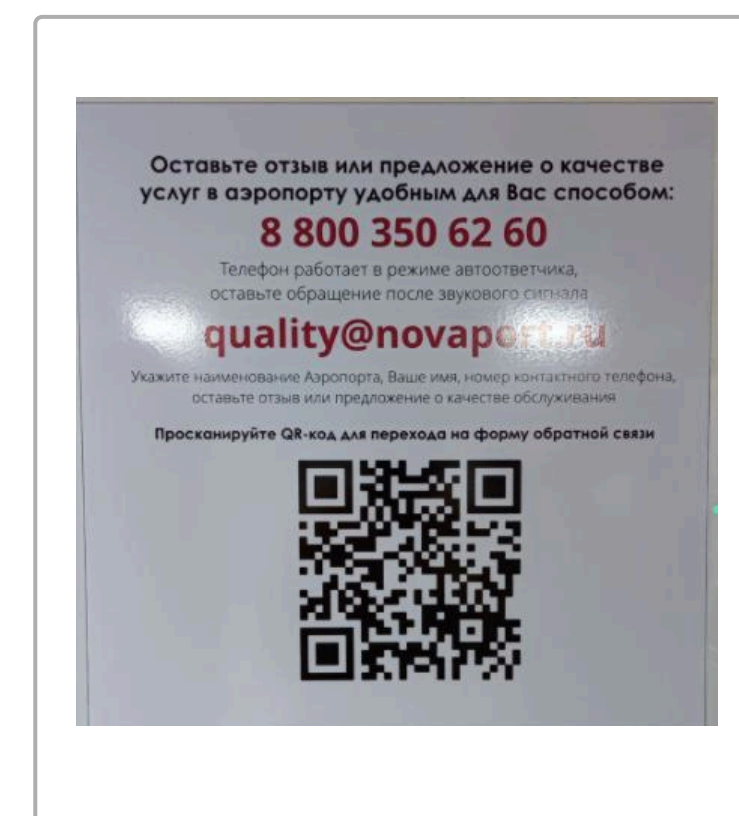 Оставьте отзыв или предложение о качестве
услуг в аэропорту удобным для Вас способом:
8 800 350 62 60
Телефон работает в режиме автоответчика,
оставьте обращение после звукового сигнала
quality@novaport.ru
Укажите наименование Аэропорта, Ваше имя, номер контактного телефона,
оставьте отзыв или предложение о качестве обслуживания
Просканируйте QR-код для перехода на форму обратной связи